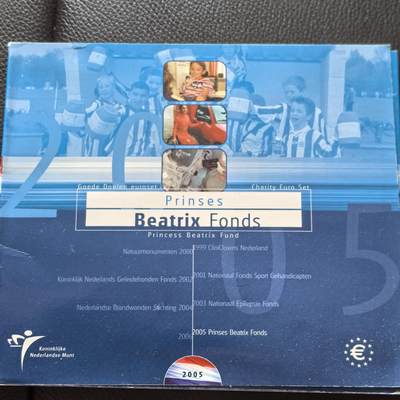 2005
Goede Doelen euroset
Charity Euro Set
Prinses
Beatrix Fonds
Princess Beatrix Fund
1999 CliniClowns Nederland
Natuurmonumenten 2000
2001 Nationaal Fonds Sport Gehandicapten
Koninklijk Nederlands Geleidehonden Fonds 2002
2003 Nationaal Epilepsie Fonds
Nederlandse Brandwonden Stichting 2004
2005 Prinses Beatrix Fonds
2006
Koninklijke
Nederlandse Munt
2005
€